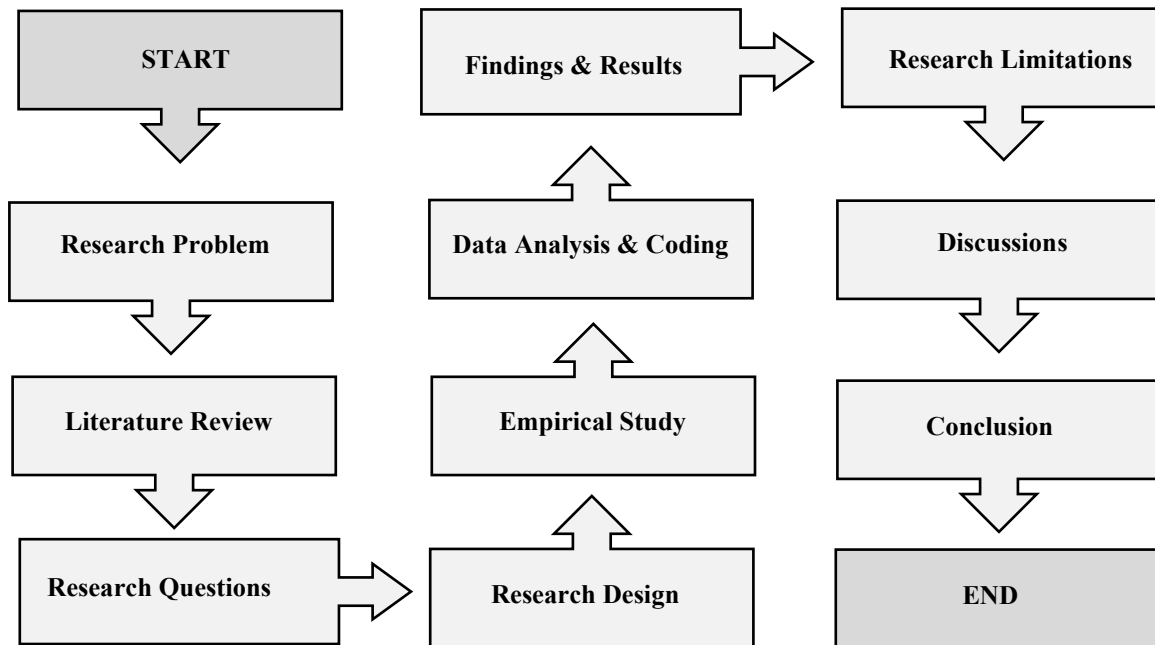 START
Research Problem
Literature Review
Research Questions
Research Design
Empirical Study
Data Analysis & Coding
Findings & Results
Research Limitations
Discussions
Conclusion
END